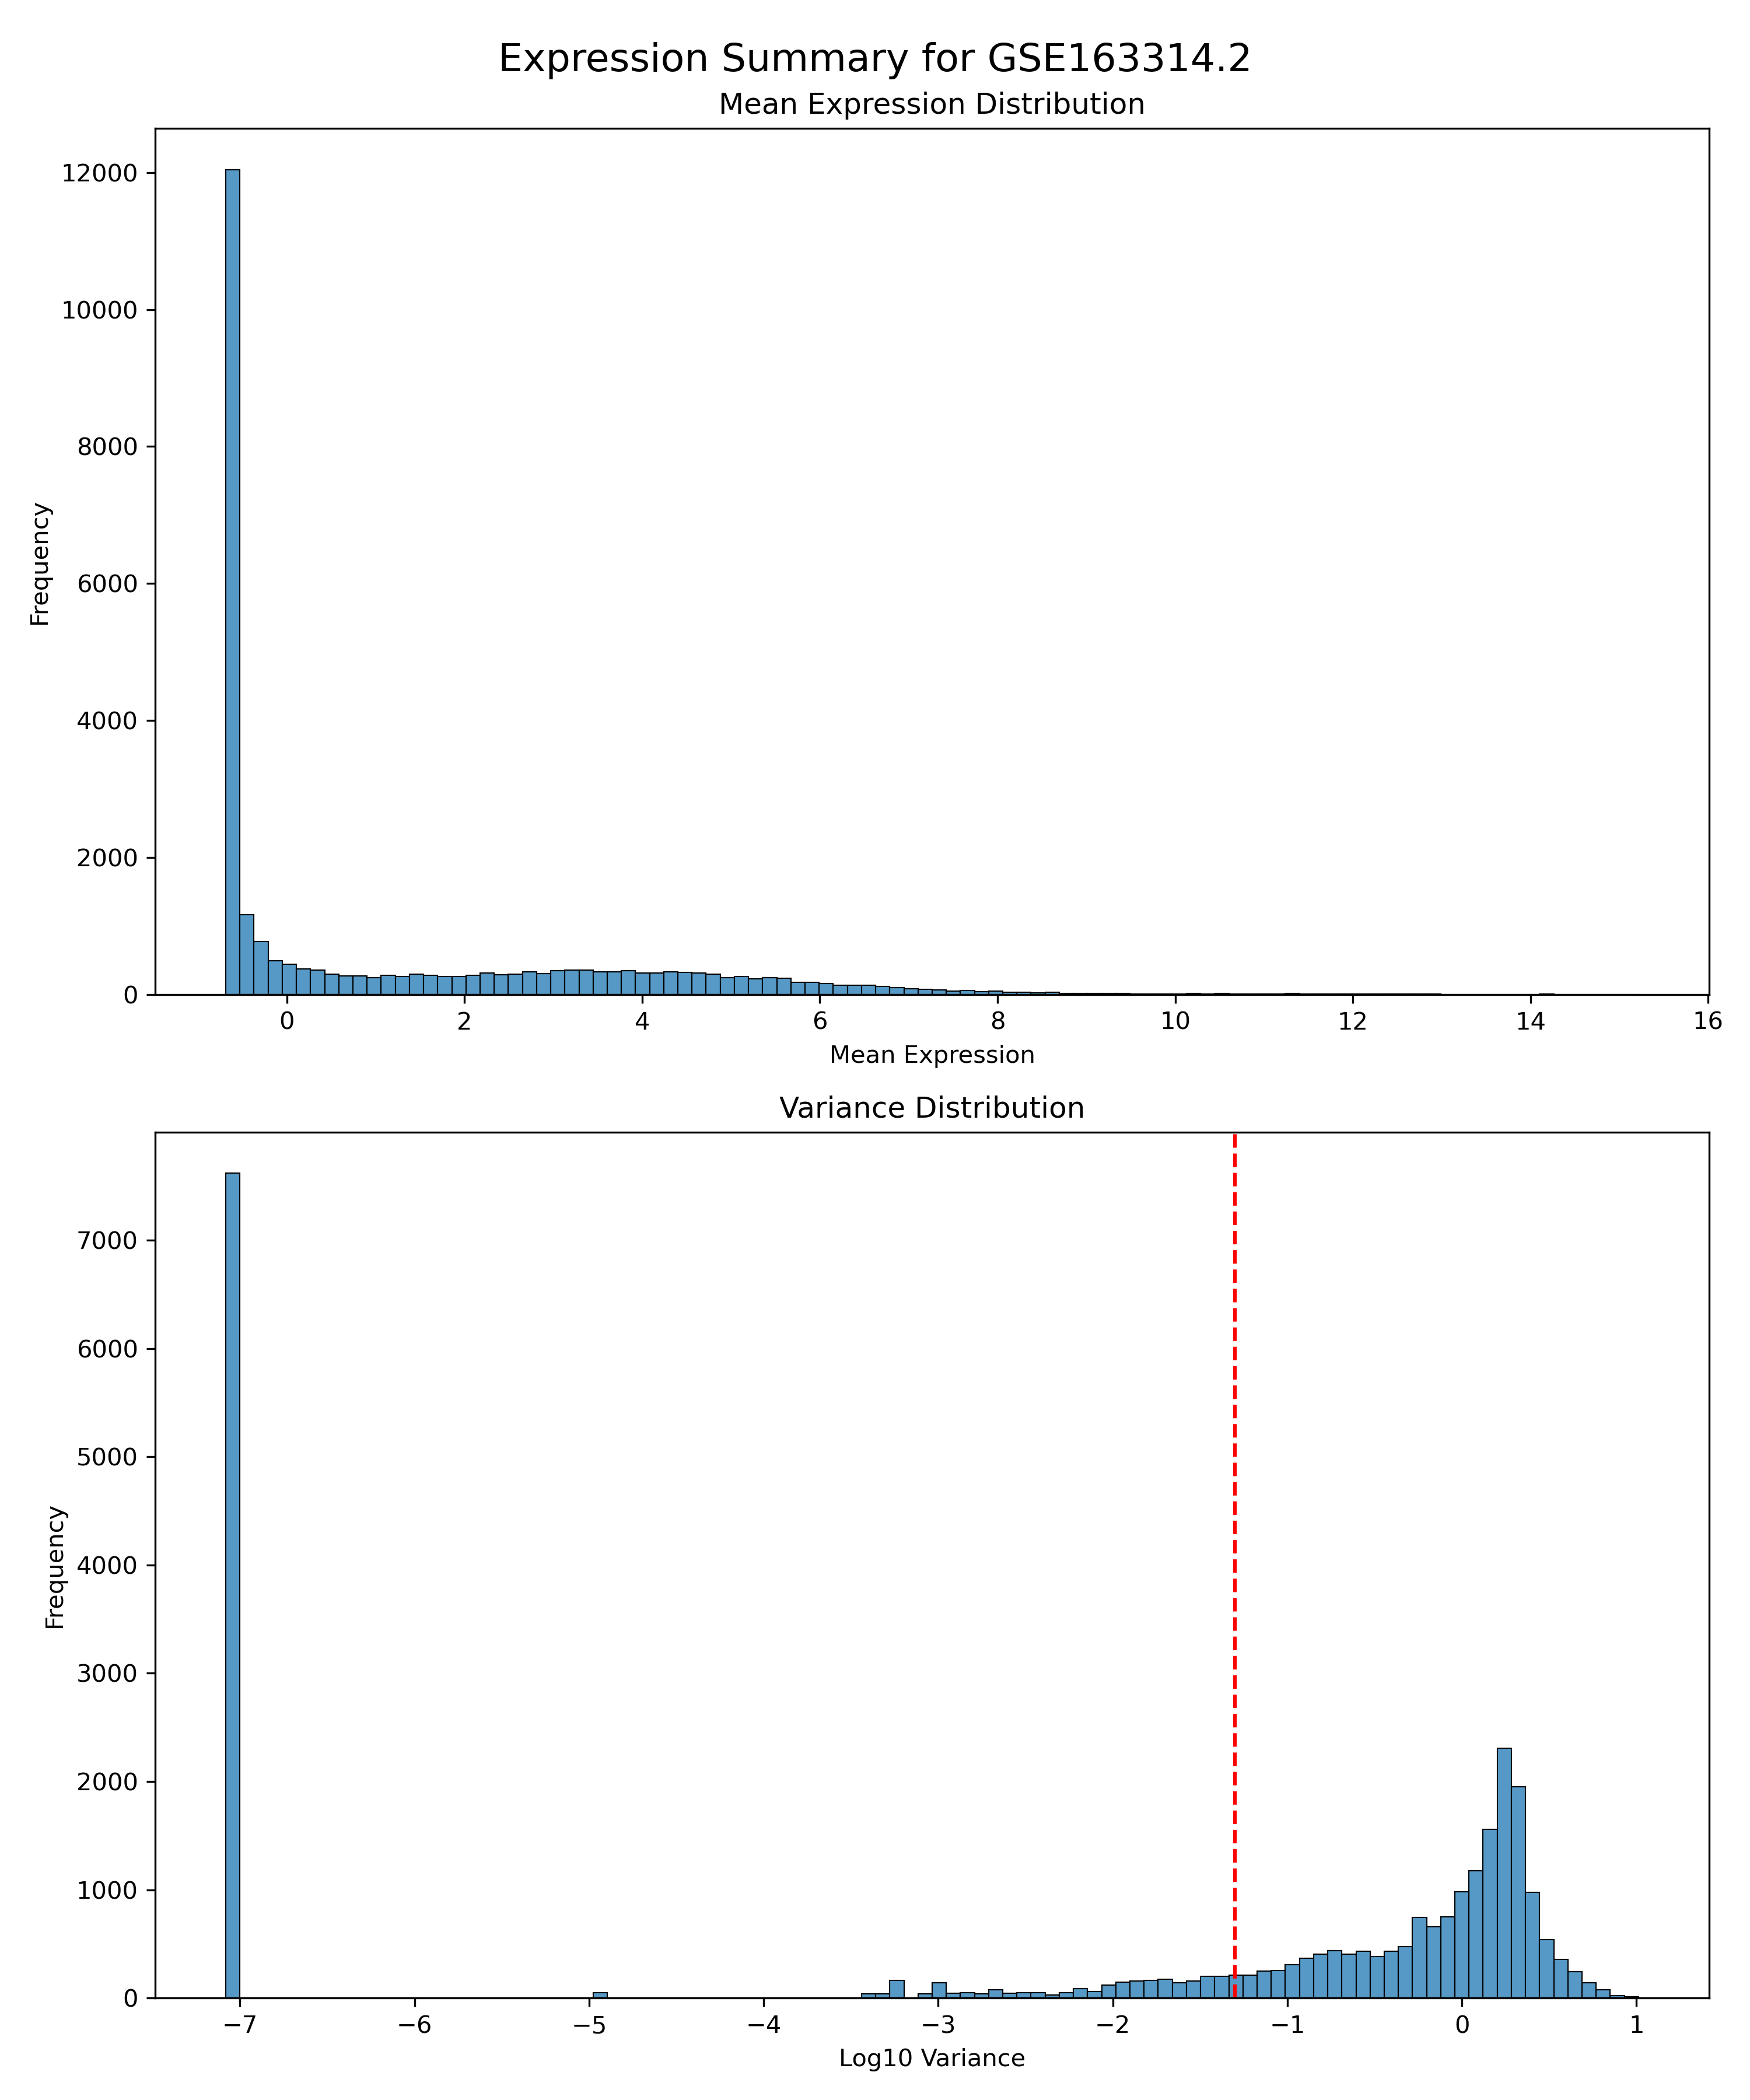 Expression Summary for GSE163314.2
Mean Expression Distribution
12000
10000
8000
6000
4000
2000
0
Frequency
0 2 4 6 8 10 12 14 16
Mean Expression
Variance Distribution
7000
6000
5000
4000
3000
2000
1000
0
Frequency
−7 −6 −5 −4 −3 −2 −1 0 1
Log10 Variance